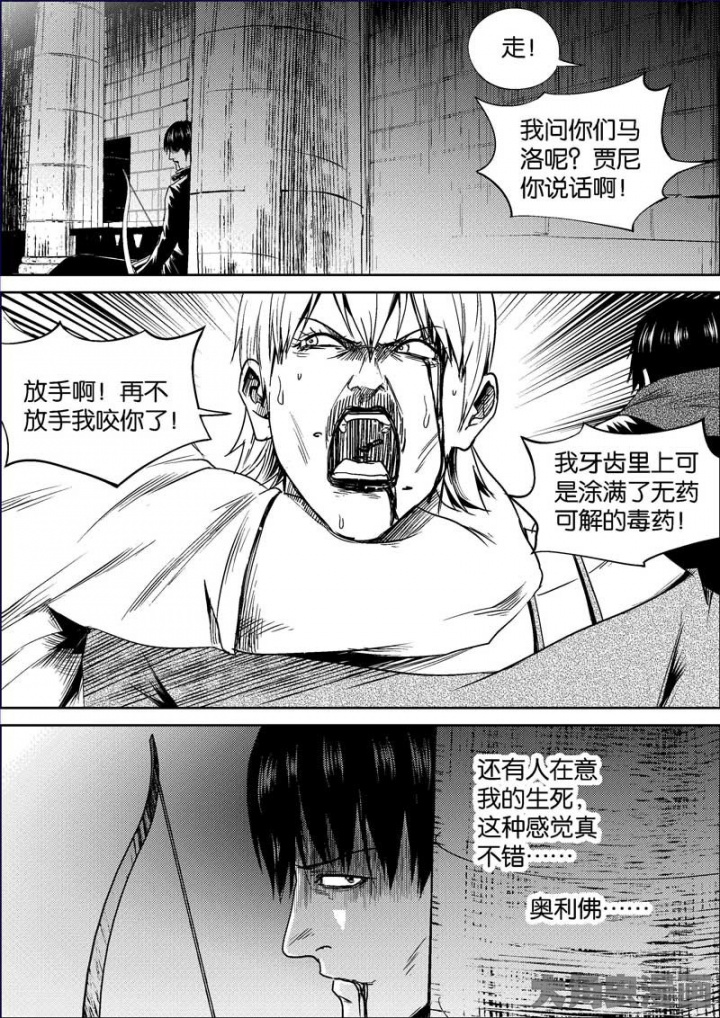 走！
我问你们马
洛呢？贾尼
你说话啊！
放手啊！再不
放手我咬你了！
我牙齿里上可
是涂满了无药
可解的毒药！
还有人在意
我的生死，
这种感觉真
不错……
奥利佛……